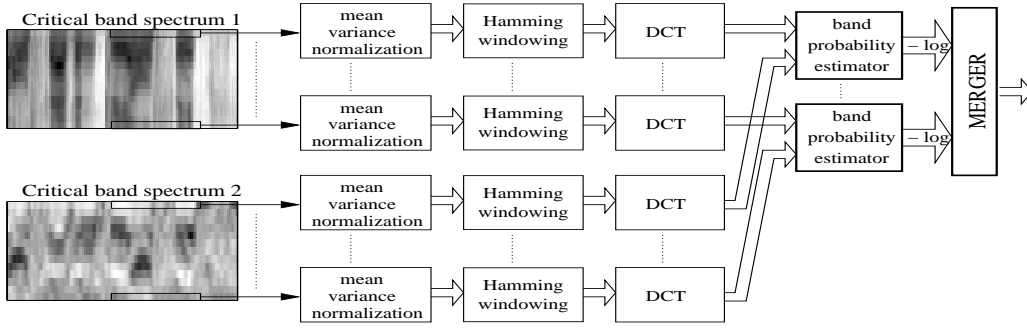 Critical band spectrum 1
mean
variance
normalization
Hamming
windowing
DCT
band
probability
estimator
– log
MERGER
mean
variance
normalization
Hamming
windowing
DCT
band
probability
estimator
– log
Critical band spectrum 2
mean
variance
normalization
Hamming
windowing
DCT
mean
variance
normalization
Hamming
windowing
DCT